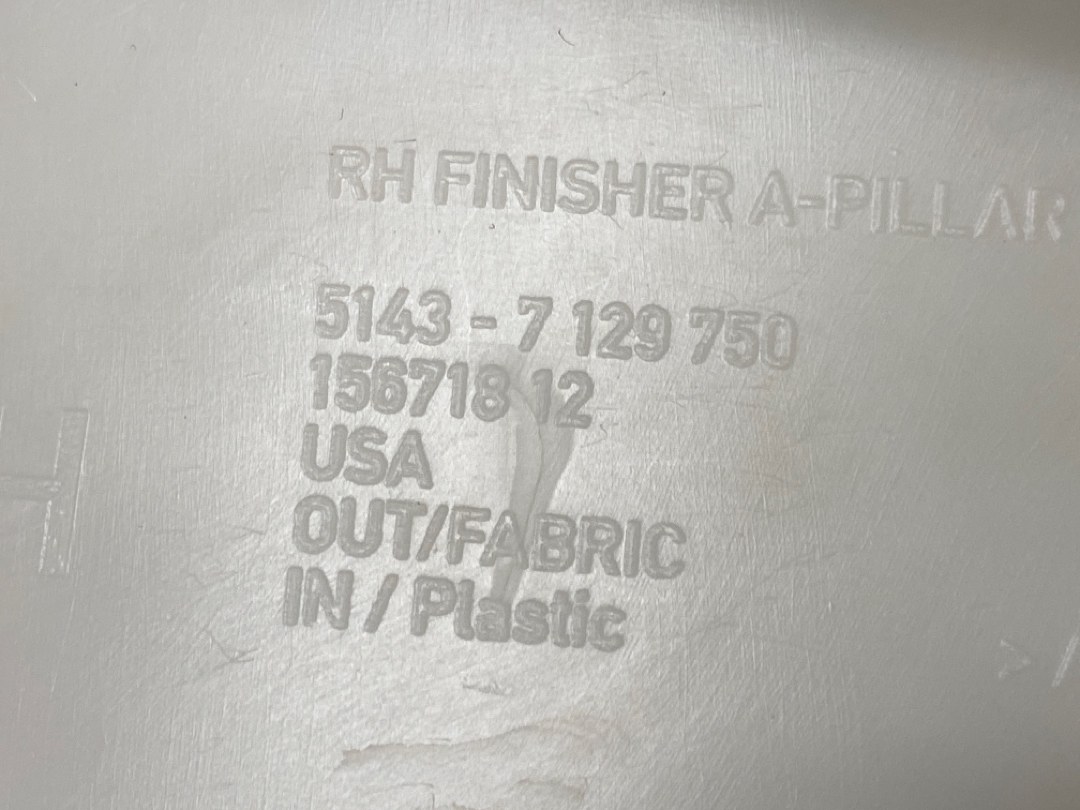 RH FINISHER A-PILLAR
5143 - 7 129 750
156718 12
USA
OUT/FABRIC
IN / Plastic